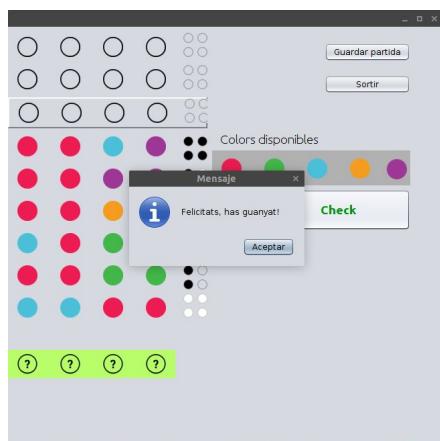 Guardar partida
Sortir
Colors disponibles
Mensaje
Felicitats, has guanyat!
Check
Aceptar
? ? ? ?